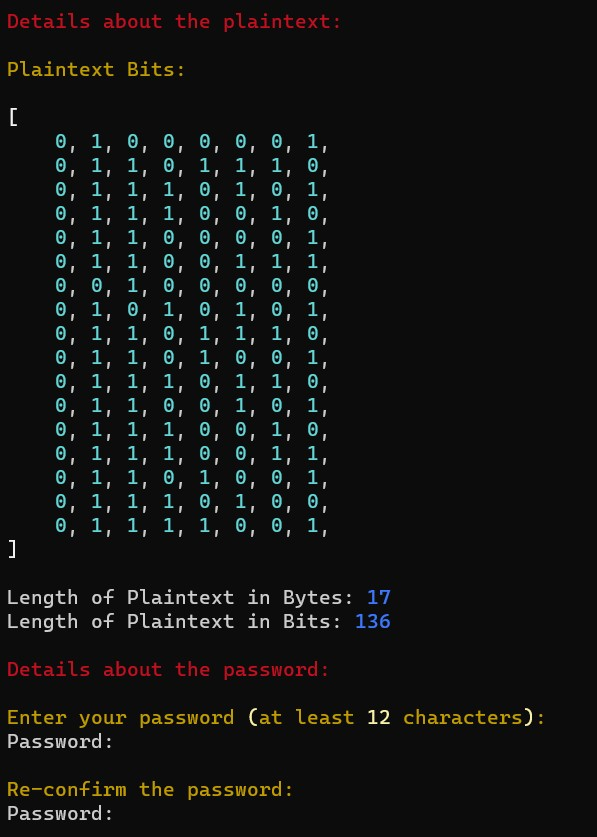 Details about the plaintext:
Plaintext Bits:
[
0, 1, 0, 0, 0, 0, 0, 1,
0, 1, 1, 0, 1, 1, 1, 0,
0, 1, 1, 1, 0, 1, 0, 1,
0, 1, 1, 1, 0, 0, 1, 0,
0, 1, 1, 0, 0, 0, 0, 1,
0, 1, 1, 0, 0, 1, 1, 1,
0, 0, 1, 0, 0, 0, 0, 0,
0, 1, 0, 1, 0, 1, 0, 1,
0, 1, 1, 0, 1, 1, 1, 0,
0, 1, 1, 0, 1, 0, 0, 1,
0, 1, 1, 1, 0, 1, 1, 0,
0, 1, 1, 0, 0, 1, 0, 1,
0, 1, 1, 1, 0, 0, 1, 0,
0, 1, 1, 1, 0, 0, 1, 1,
0, 1, 1, 0, 1, 0, 0, 1,
0, 1, 1, 1, 0, 1, 0, 0,
0, 1, 1, 1, 1, 0, 0, 1,
]
Length of Plaintext in Bytes: 17
Length of Plaintext in Bits: 136
Details about the password:
Enter your password (at least 12 characters):
Password:
Re-confirm the password:
Password: